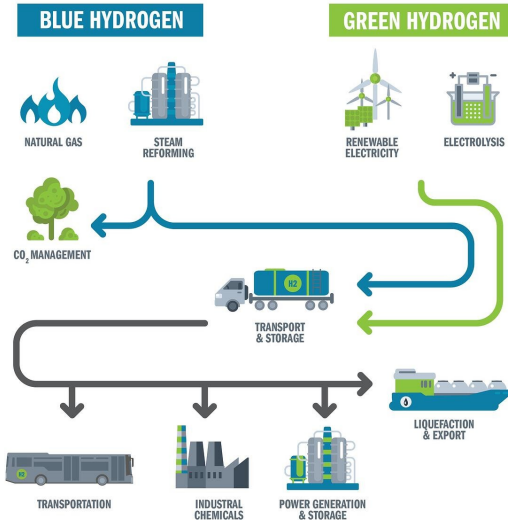 BLUE HYDROGEN
GREEN HYDROGEN
NATURAL GAS
STEAM
REFORMING
RENEWABLE
ELECTRICITY
ELECTROLYSIS
CO₂ MANAGEMENT
H2
TRANSPORT
& STORAGE
LIQUEFACTION
& EXPORT
H2
TRANSPORTATION
INDUSTRIAL
CHEMICALS
POWER GENERATION
& STORAGE